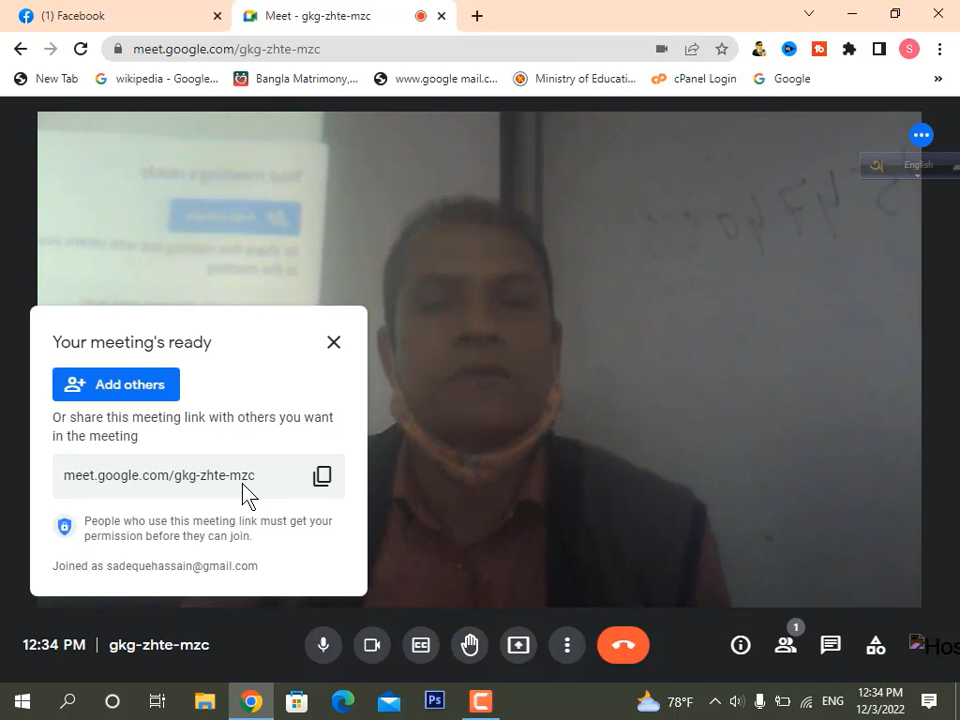 (1) Facebook
Meet - gkg-zhte-mzc
meet.google.com/gkg-zhte-mzc
S
New Tab
wikipedia - Google...
Bangla Matrimony,...
www.google mail.c...
Ministry of Educati...
cPanel Login
Google
»
অ English
Your meeting's ready
Add others
Or share this meeting link with others you want
in the meeting
meet.google.com/gkg-zhte-mzc
People who use this meeting link must get your
permission before they can join.
Joined as sadequehassain@gmail.com
12:34 PM | gkg-zhte-mzc
CC
1
Hos
Ps
78°F
ENG
12:34 PM
12/3/2022